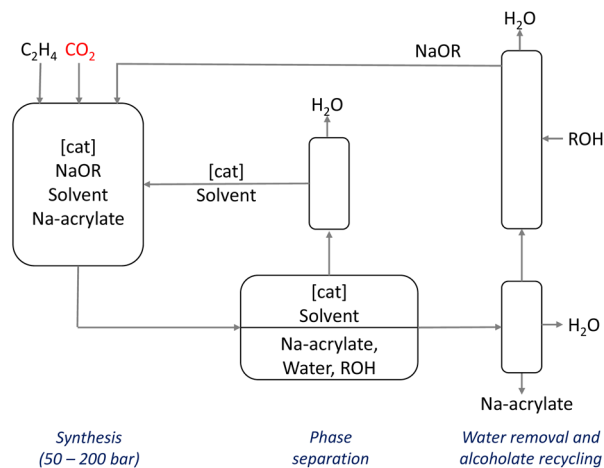 H₂O
C₂H₄ CO₂
NaOR
H₂O
ROH
[cat]
NaOR
Solvent
Na-acrylate
[cat]
Solvent
[cat]
Solvent
Na-acrylate,
Water, ROH
H₂O
Na-acrylate
Synthesis
(50 – 200 bar)
Phase
separation
Water removal and
alcoholate recycling